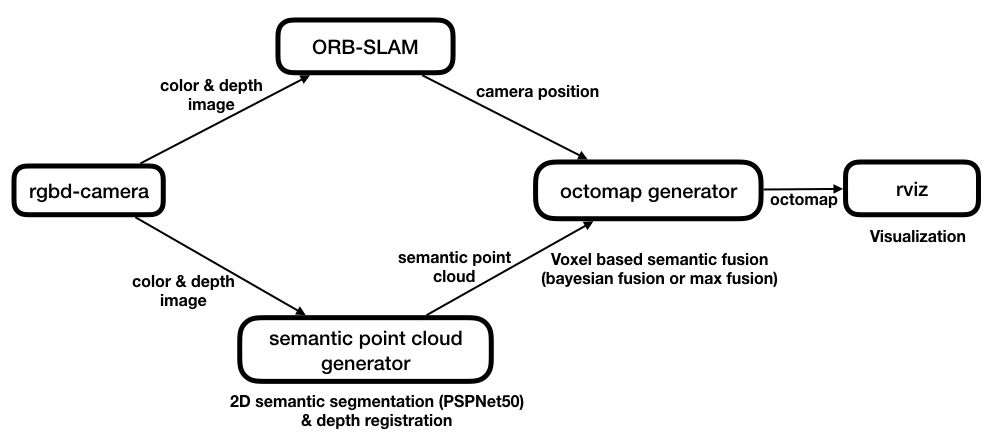 ORB-SLAM
color & depth
image
camera position
rgbd-camera
octomap generator
octomap
rviz
Visualization
semantic point
cloud
Voxel based semantic fusion
(bayesian fusion or max fusion)
color & depth
image
semantic point cloud
generator
2D semantic segmentation (PSPNet50)
& depth registration